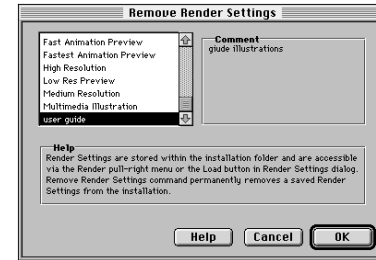 Remove Render Settings
Fast Animation Preview
Fastest Animation Preview
High Resolution
Low Res Preview
Medium Resolution
Multimedia Illustration
user guide
Comment
giude illustrations
Help
Render Settings are stored within the installation folder and are accessible
via the Render pull-right menu or the Load button in Render Settings dialog.
Remove Render Settings command permanently removes a saved Render
Settings from the installation.
Help
Cancel
OK